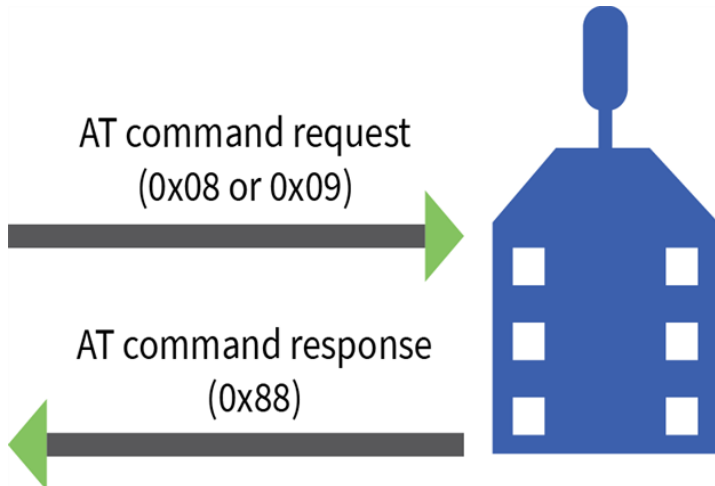 AT command request
(0x08 or 0x09)
AT command response
(0x88)